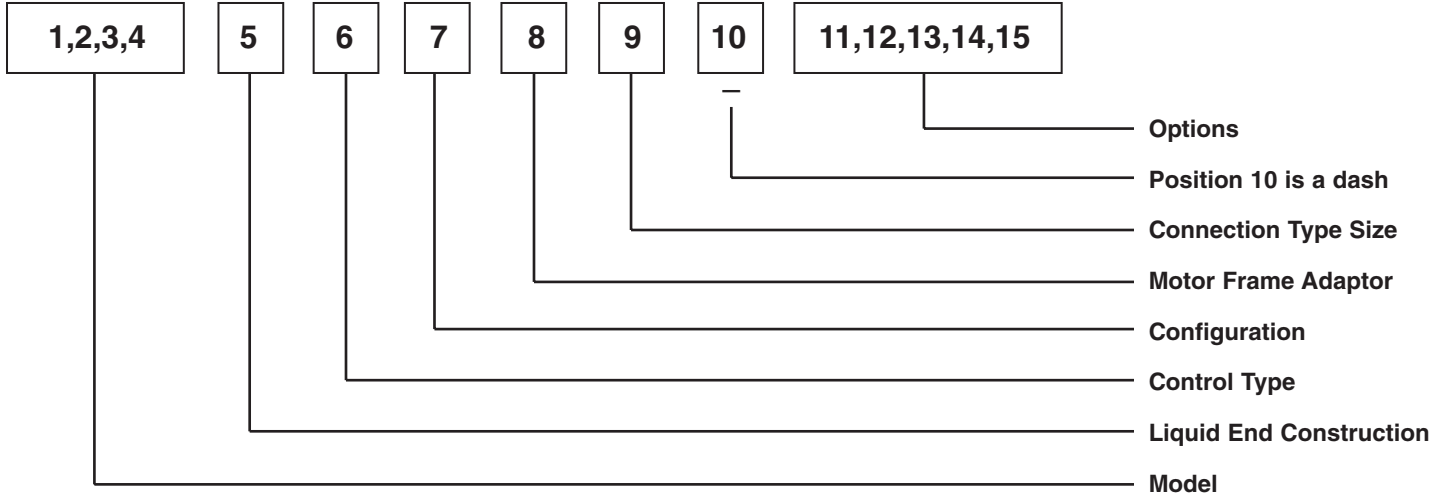 1,2,3,4 5 6 7 8 9 10 11,12,13,14,15
–
Options
Position 10 is a dash
Connection Type Size
Motor Frame Adaptor
Configuration
Control Type
Liquid End Construction
Model